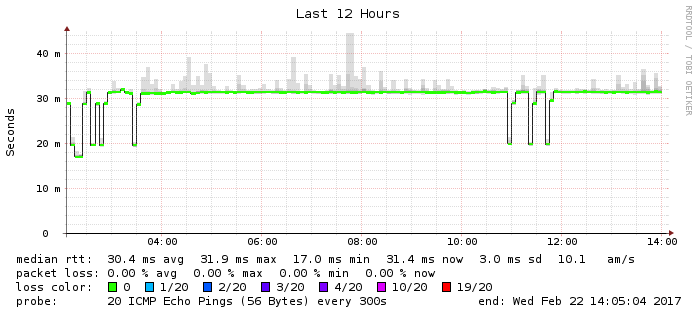 Last 12 Hours
RRDTOOL / TOBI OETIKER
Seconds
40 m
30 m
20 m
10 m
0
04:00 06:00 08:00 10:00 12:00 14:00
median rtt: 30.4 ms avg 31.9 ms max 17.0 ms min 31.4 ms now 3.0 ms sd 10.1 am/s
packet loss: 0.00 % avg 0.00 % max 0.00 % min 0.00 % now
loss color: 0 1/20 2/20 3/20 4/20 10/20 19/20
probe: 20 ICMP Echo Pings (56 Bytes) every 300s end: Wed Feb 22 14:05:04 2017